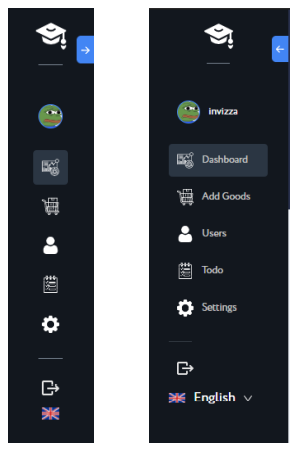 invizza
Dashboard
Add Goods
Users
Todo
Settings
English